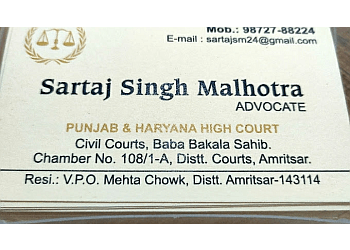 Mob.: 98727-88224
E-mail : sartajsm24@gmail.com
Sartaj Singh Malhotra
ADVOCATE
PUNJAB & HARYANA HIGH COURT
Civil Courts, Baba Bakala Sahib.
Chamber No. 108/1-A, Distt. Courts, Amritsar.
Resi.: V.P.O. Mehta Chowk, Distt. Amritsar-143114